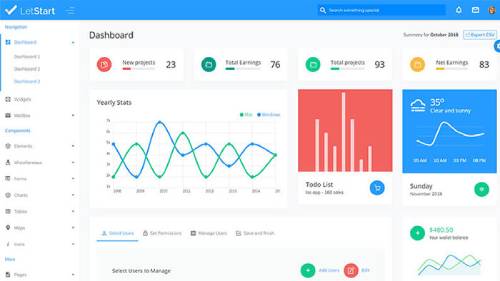 LetStart
Search something special
Navigation
Dashboard
Dashboard 1
Dashboard 2
Dashboard 3
Widgets
Mailbox
Components
Elements
Miscellaneous
Forms
Charts
Tables
Maps
Icons
More
Pages
Dashboard
Summary for October 2018
Export CSV
New projects
23
Total Earnings
76
Total projects
93
Net Earnings
83
Yearly Stats
Mac
Windows
7k
6k
5k
4k
3k
2k
1k
2008 2009 2010 2011 2012 2013 2014
Todo List
Ios app - 160 sales
35°
Clear and sunny
Sunday
November 2018
Select Users
Set Permissions
Manage Users
Save and finish
Select Users to Manage
Add Users
Edit
$480.50
Your wallet balance